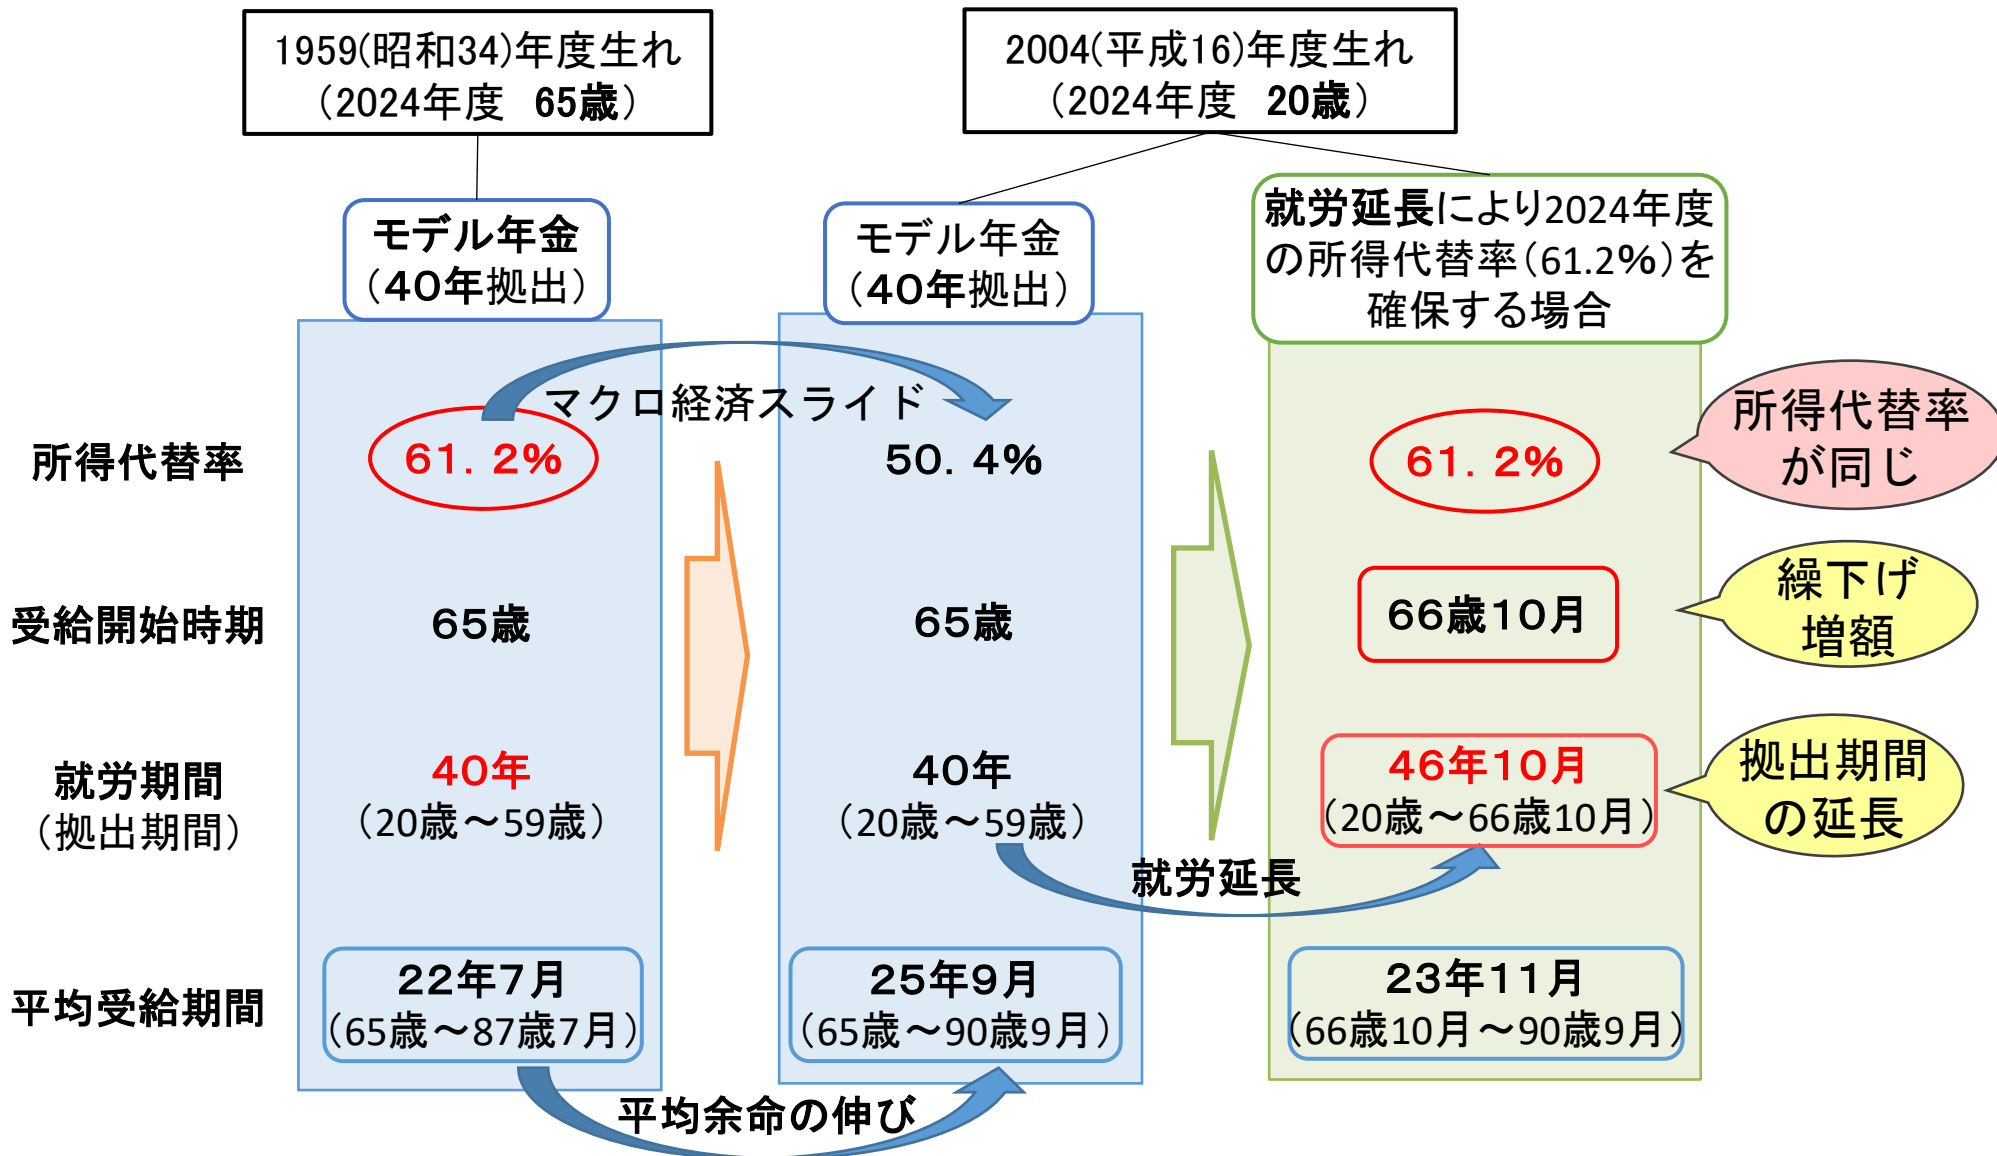 1959(昭和34)年度生れ
（2024年度　65歳）
2004(平成16)年度生れ
（2024年度　20歳）
モデル年金
（40年拠出）
モデル年金
（40年拠出）
就労延長により2024年度
の所得代替率（61.2%）を
確保する場合
マクロ経済スライド
所得代替率
61．2%
50．4%
61．2%
所得代替率
が同じ
受給開始時期
65歳
65歳
66歳10月
繰下げ
増額
就労期間
（拠出期間）
40年
（20歳～59歳）
40年
（20歳～59歳）
46年10月
（20歳～66歳10月）
拠出期間
の延長
就労延長
平均受給期間
22年7月
（65歳～87歳7月）
25年9月
（65歳～90歳9月）
23年11月
（66歳10月～90歳9月）
平均余命の伸び